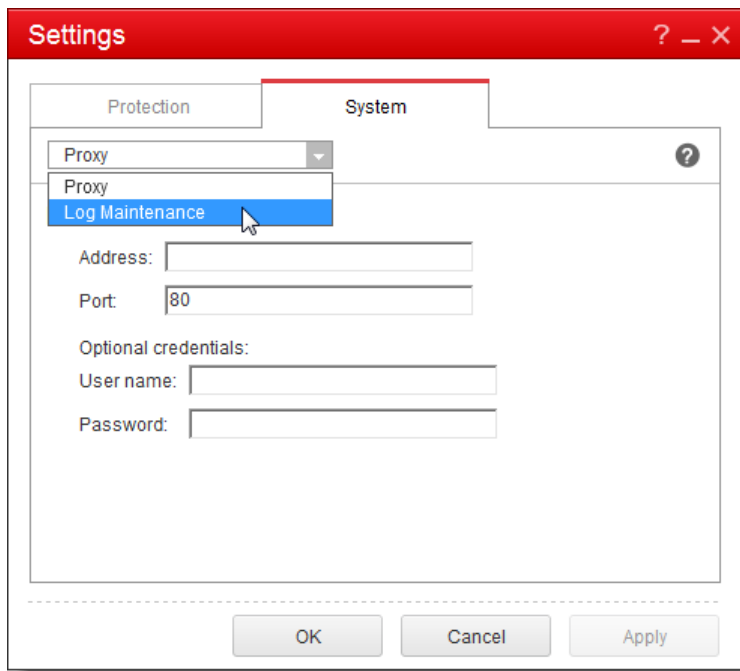 Settings
? _ ×
Protection System
Proxy ?
Proxy
Log Maintenance
Address:
Port: 80
Optional credentials:
User name:
Password:
OK Cancel Apply